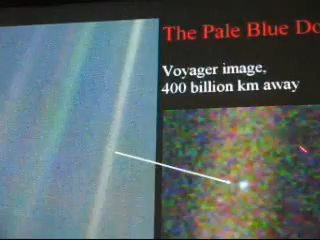 The Pale Blue Do
Voyager image,
400 billion km away